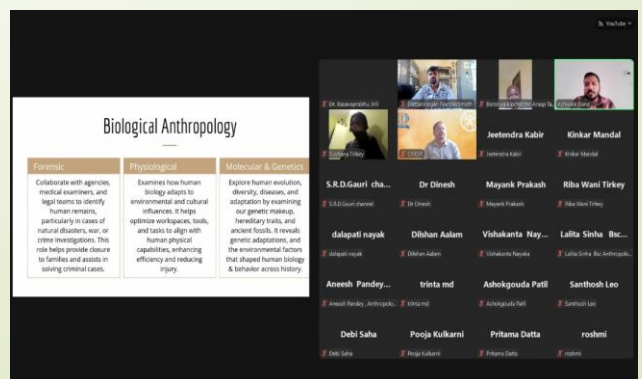 YouTube
Biological Anthropology
Forensic
Collaborate with agencies,
medical examiners, and
legal teams to identify
human remains,
particularly in cases of
natural disasters, war, or
crime investigations. This
role helps provide closure
to families and assists in
solving criminal cases.
Physiological
Examines how human
biology adapts to
environmental and cultural
influences. It helps
optimize workspaces, tools,
and tasks to align with
human physical
capabilities, enhancing
efficiency and reducing
injury.
Molecular & Genetics
Explore human evolution,
diversity, diseases, and
adaptation by examining
our genetic makeup,
hereditary traits, and
ancient fossils. It reveals
genetic adaptations, and
the environmental factors
that shaped human biology
& behavior across history.
Dr. Basavaprabhu Jirli
Tirkey
Jeetendra Kabir
Jeetendra Kabir
Kinkar Mandal
Kinkar Mandal
S.R.D.Gauri cha...
S.R.D.Gauri channel
Dr Dinesh
Dr Dinesh
Mayank Prakash
Mayank Prakash
Riba Wani Tirkey
Riba Wani Tirkey
dalapati nayak
dalapati nayak
Dilshan Aalam
Dilshan Aalam
Vishakanta Nay...
Vishakanta Nayaka
Lalita Sinha Bsc...
Lalita Sinha Bsc Anthropolo...
Aneesh Pandey...
Aneesh Pandey , Anthropolo...
trinta md
trinta md
Ashokgouda Patil
Ashokgouda Patil
Santhosh Leo
Santhosh Leo
Debi Saha
Debi Saha
Pooja Kulkarni
Pooja Kulkarni
Pritama Datta
Pritama Datta
roshmi
roshmi